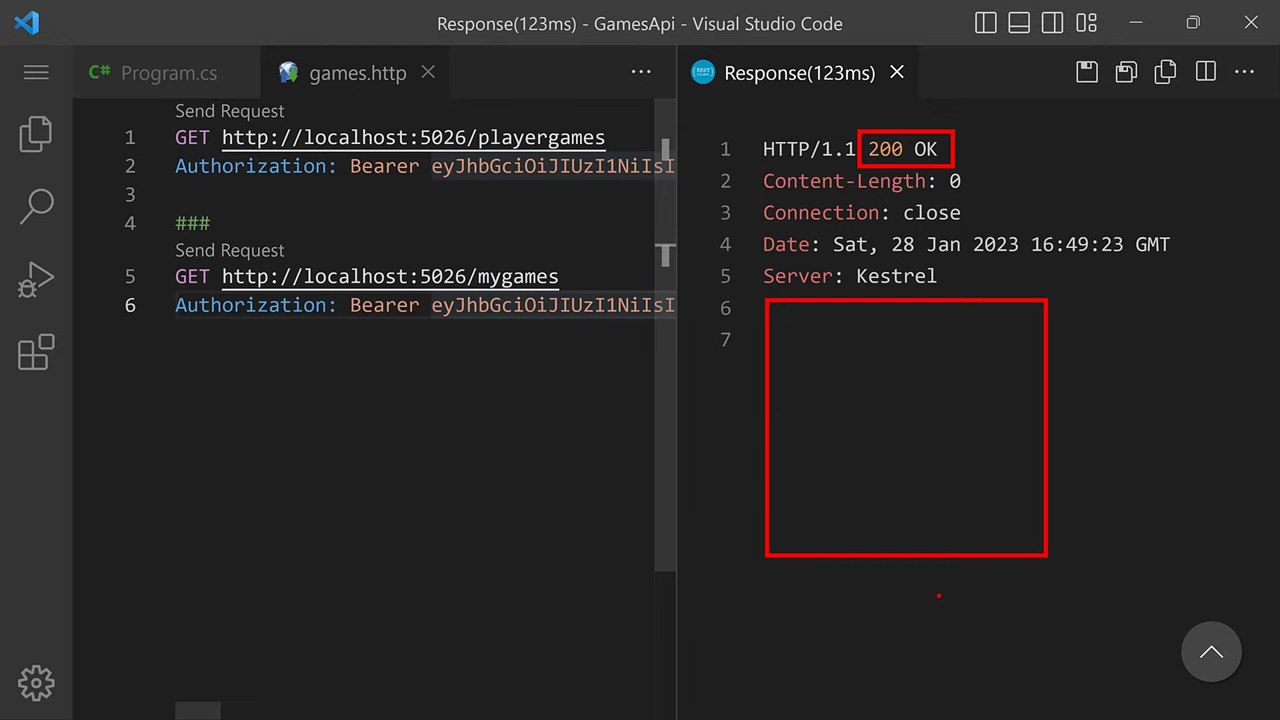 Response(123ms) - GamesApi - Visual Studio Code
C# Program.cs
games.http
Send Request
1 GET http://localhost:5026/playergames
2 Authorization: Bearer eyJhbGciOiJIUzI1NiIsI
3
4 ###
Send Request
5 GET http://localhost:5026/mygames
6 Authorization: Bearer eyJhbGciOiJIUzI1NiIsI
Response(123ms)
1 HTTP/1.1 200 OK
2 Content-Length: 0
3 Connection: close
4 Date: Sat, 28 Jan 2023 16:49:23 GMT
5 Server: Kestrel
6
7